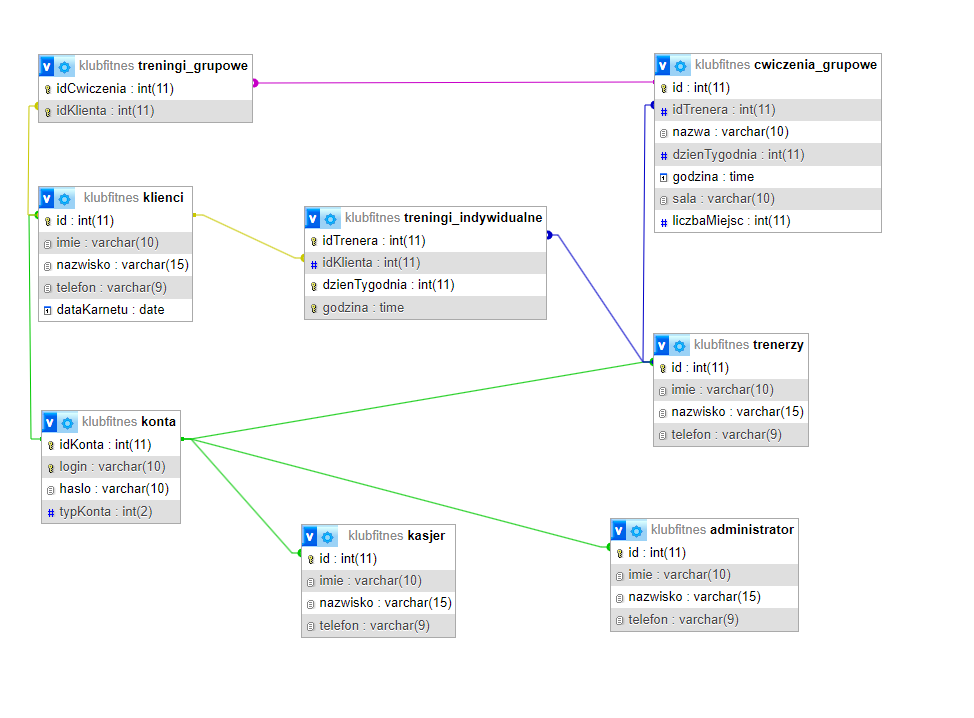 v klubfitnes treningi_grupowe
idCwiczenia : int(11)
idKlienta : int(11)
v klubfitnes cwiczenia_grupowe
id : int(11)
# idTrenera : int(11)
nazwa : varchar(10)
# dzienTygodnia : int(11)
godzina : time
sala : varchar(10)
# liczbaMiejsc : int(11)
v klubfitnes klienci
id : int(11)
imie : varchar(10)
nazwisko : varchar(15)
telefon : varchar(9)
dataKarnetu : date
v klubfitnes treningi_indywidualne
idTrenera : int(11)
# idKlienta : int(11)
dzienTygodnia : int(11)
godzina : time
v klubfitnes trenerzy
id : int(11)
imie : varchar(10)
nazwisko : varchar(15)
telefon : varchar(9)
v klubfitnes konta
idKonta : int(11)
login : varchar(10)
haslo : varchar(10)
# typKonta : int(2)
v klubfitnes kasjer
id : int(11)
imie : varchar(10)
nazwisko : varchar(15)
telefon : varchar(9)
v klubfitnes administrator
id : int(11)
imie : varchar(10)
nazwisko : varchar(15)
telefon : varchar(9)